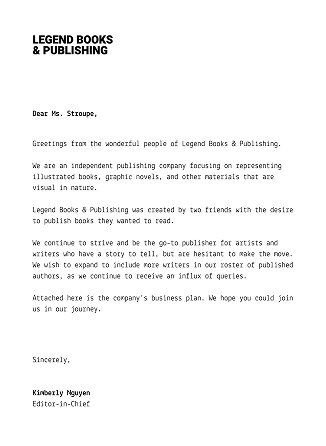 LEGEND BOOKS
& PUBLISHING
Dear Ms. Stroupe,
Greetings from the wonderful people of Legend Books & Publishing.
We are an independent publishing company focusing on representing
illustrated books, graphic novels, and other materials that are
visual in nature.
Legend Books & Publishing was created by two friends with the desire
to publish books they wanted to read.
We continue to strive and be the go-to publisher for artists and
writers who have a story to tell, but are hesitant to make the move.
We wish to expand to include more writers in our roster of published
authors, as we continue to receive an influx of queries.
Attached here is the company's business plan. We hope you could join
us in our journey.
Sincerely,
Kimberly Nguyen
Editor-in-Chief